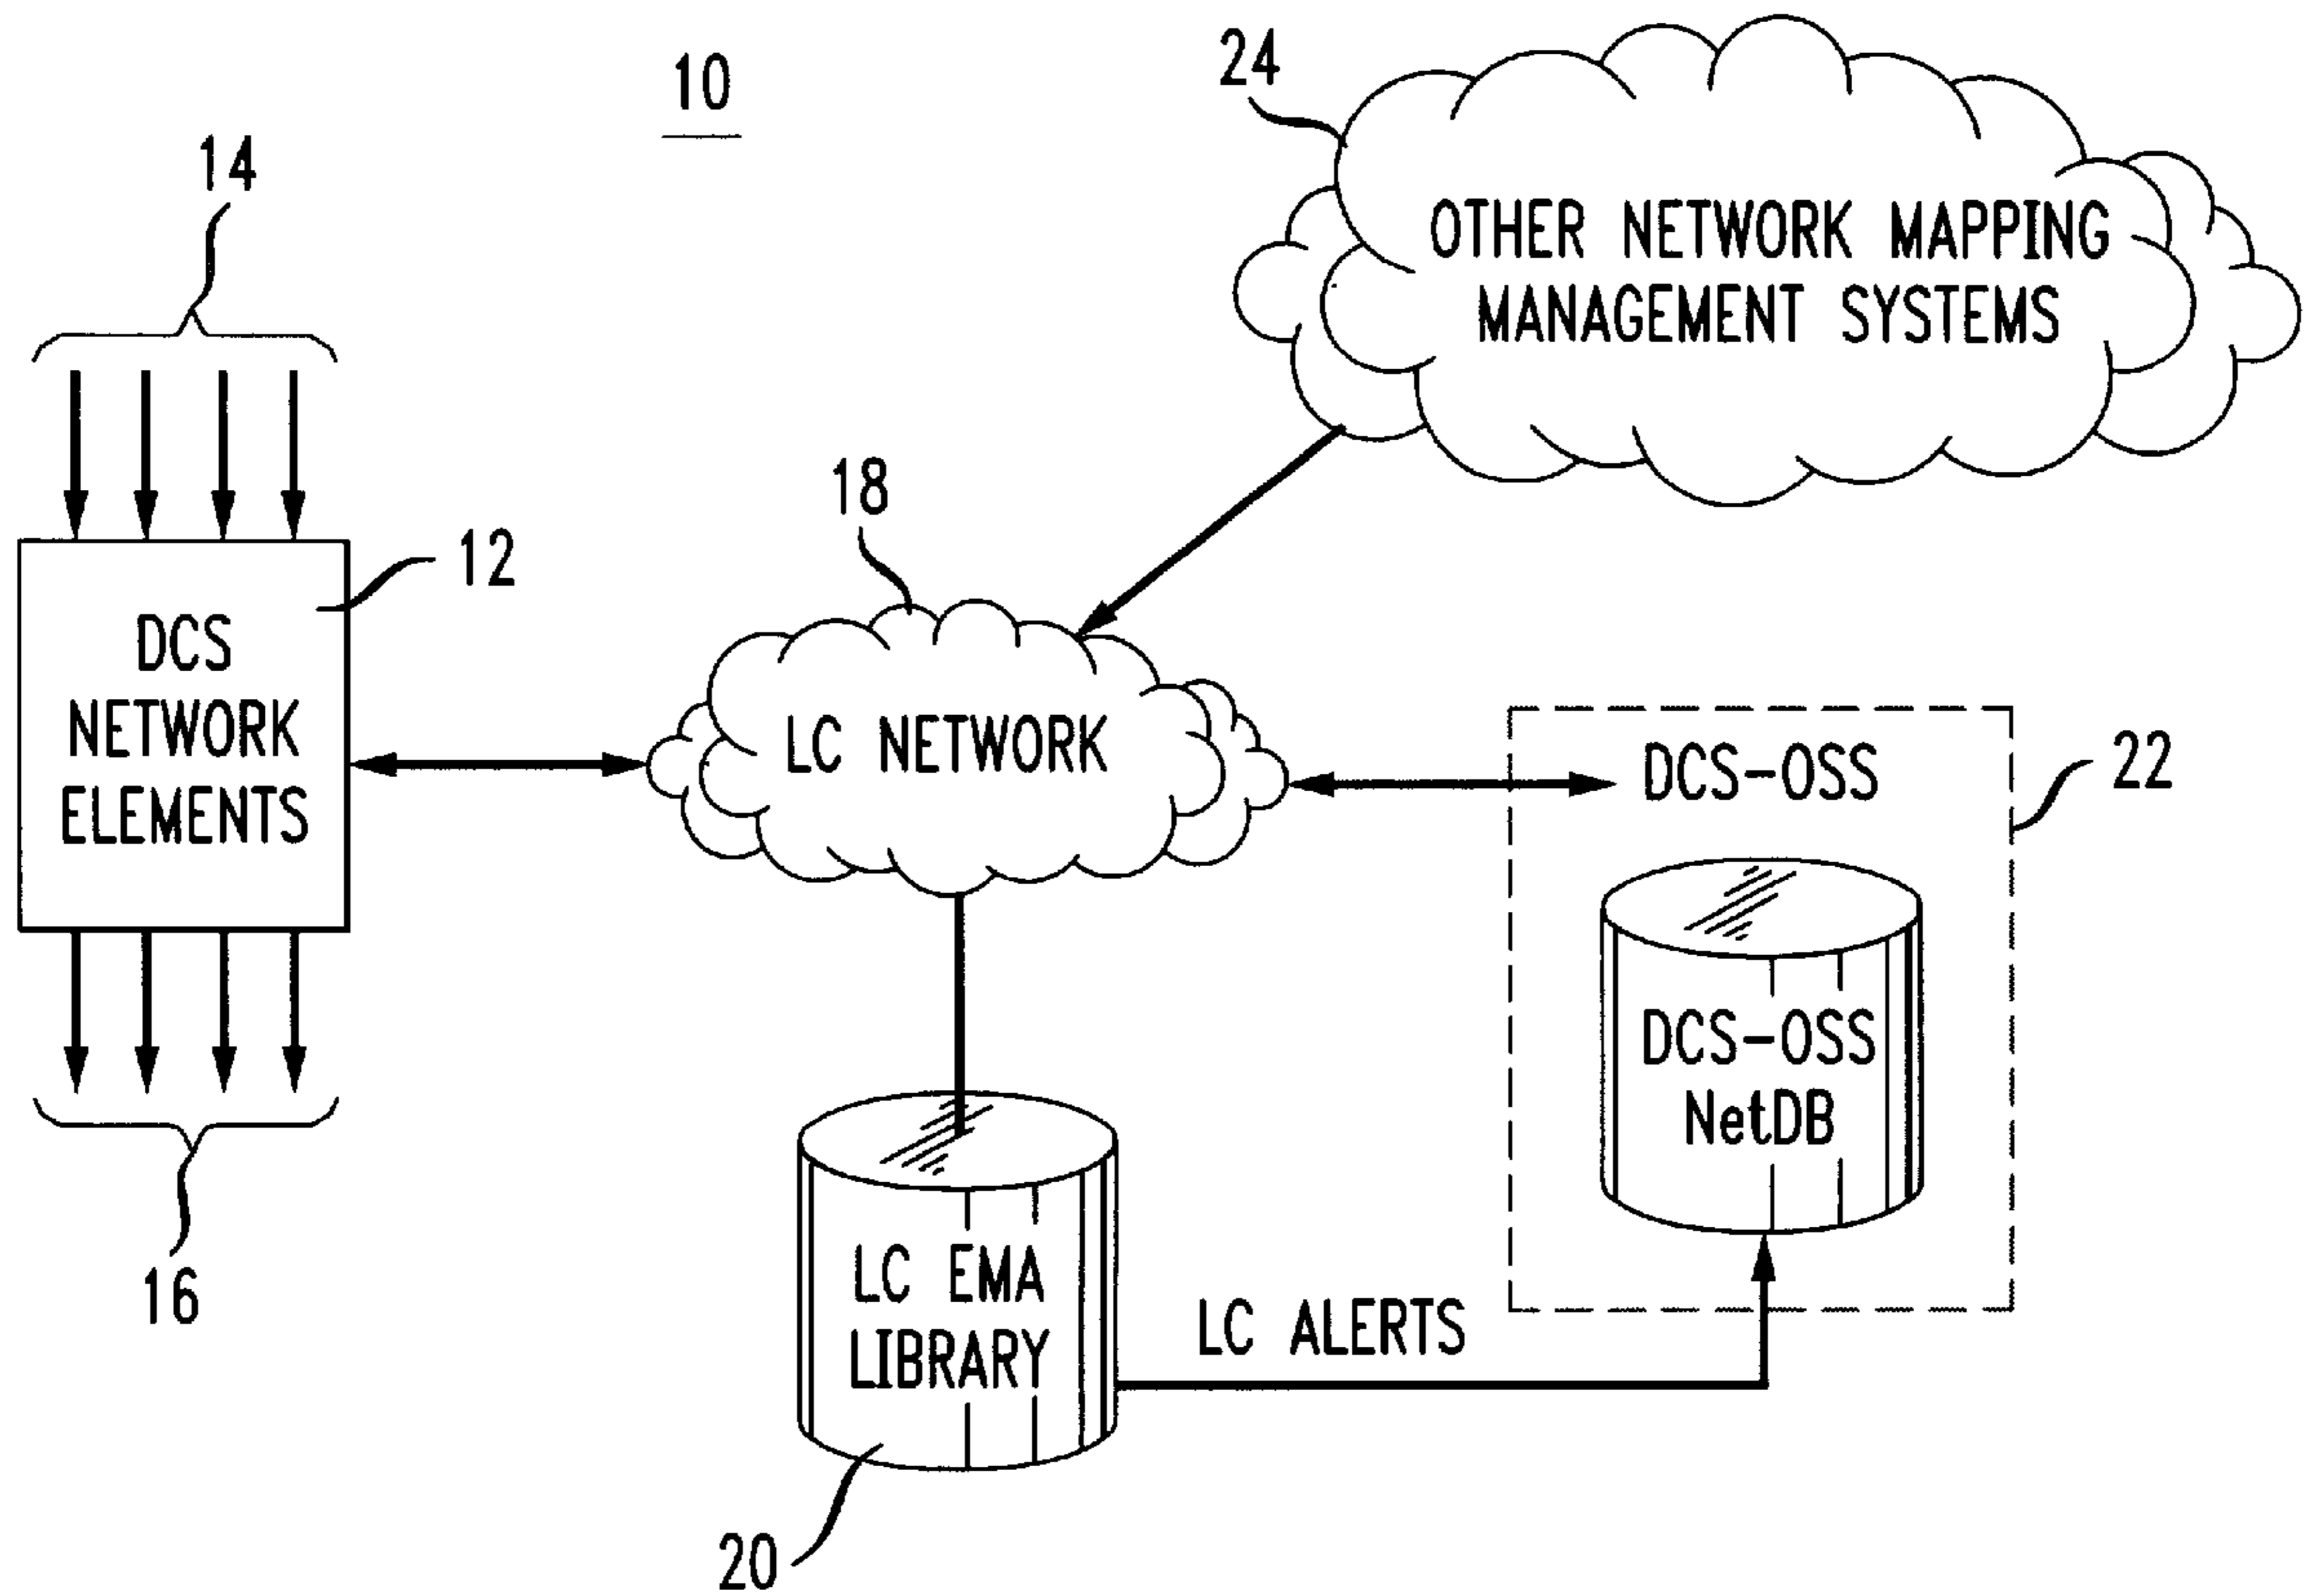 10
24
14
OTHER NETWORK MAPPING
MANAGEMENT SYSTEMS
18
12
DCS
NETWORK
ELEMENTS
LC NETWORK
DCS-OSS
22
DCS-OSS
NetDB
16
LC EMA
LIBRARY
LC ALERTS
20